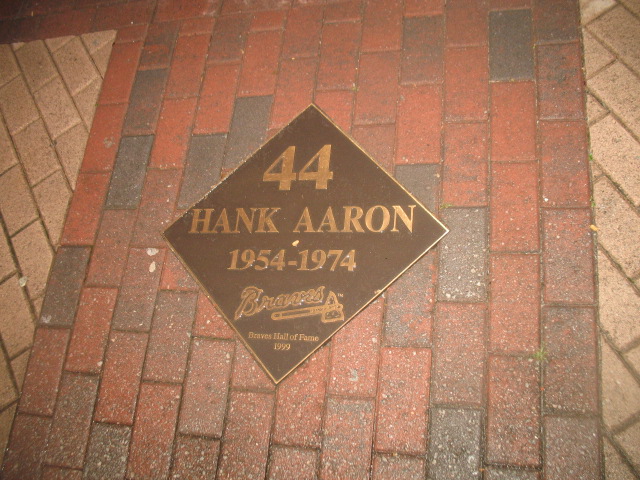 44
HANK AARON
1954-1974
Braves
Braves Hall of Fame
1999